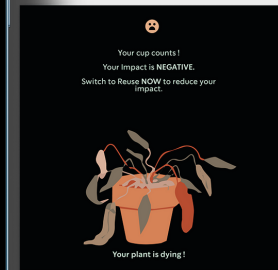 Your cup counts !
Your Impact is NEGATIVE.
Switch to Reuse NOW to reduce your
impact.
Your plant is dying !